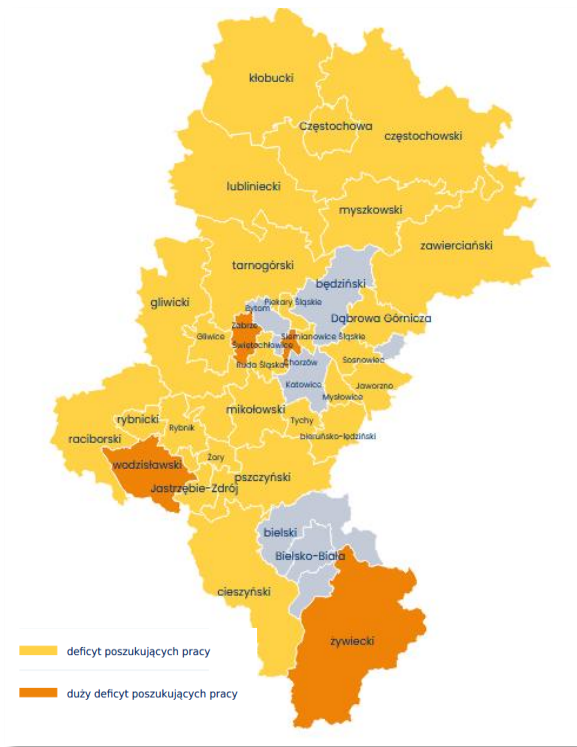 kłobucki
Częstochowa
częstochowski
lubliniecki
myszkowski
zawierciański
tarnogórski
będziński
gliwicki
Piekary Śląskie
Bytom
Dąbrowa Górnicza
Zabrze
Gliwice
Siemianowice Śląskie
Świętochłowice
Sosnowiec
Ruda Śląska
Chorzów
Katowice
Jaworzno
Mysłowice
mikołowski
rybnicki
Tychy
Rybnik
raciborski
bieruńsko-lędziński
Żory
wodzisławski
pszczyński
Jastrzębie-Zdrój
bielski
Bielsko-Biała
cieszyński
żywiecki
deficyt poszukujących pracy
duży deficyt poszukujących pracy